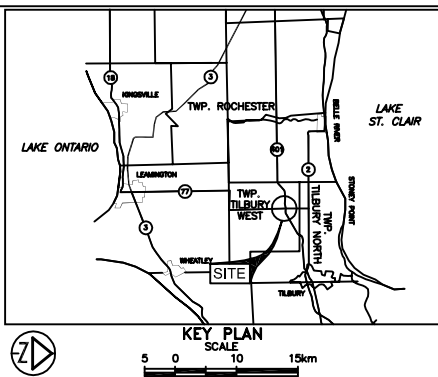 18
3
KINGSVILLE
TWP. ROCHESTER
BELLE RIVER
LAKE
ST. CLAIR
LAKE ONTARIO
401
2
LEAMINGTON
77
TWP.
TILBURY
WEST
TWP.
TILBURY NORTH
STONEY POINT
3
WHEATLEY
SITE
TILBURY
Z
KEY PLAN
SCALE
5 0 10 15km